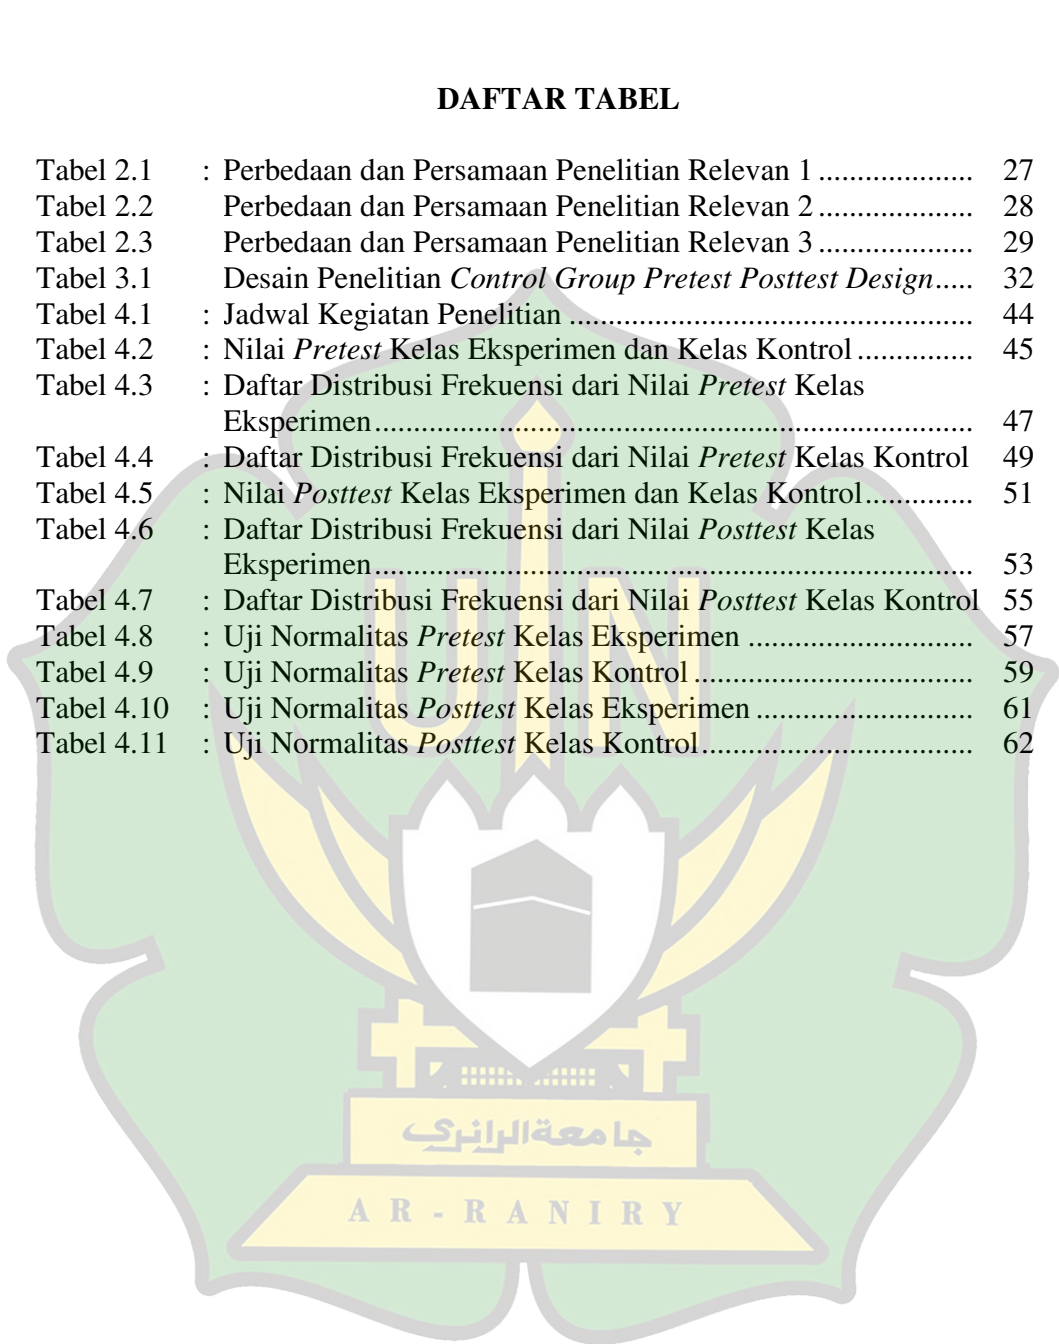 DAFTAR TABEL
Tabel 2.1 : Perbedaan dan Persamaan Penelitian Relevan 1 .................... 27
Tabel 2.2 Perbedaan dan Persamaan Penelitian Relevan 2 .................... 28
Tabel 2.3 Perbedaan dan Persamaan Penelitian Relevan 3 .................... 29
Tabel 3.1 Desain Penelitian Control Group Pretest Posttest Design ..... 32
Tabel 4.1 : Jadwal Kegiatan Penelitian .................................................... 44
Tabel 4.2 : Nilai Pretest Kelas Eksperimen dan Kelas Kontrol ............... 45
Tabel 4.3 : Daftar Distribusi Frekuensi dari Nilai Pretest Kelas
Eksperimen ............................................................................. 47
Tabel 4.4 : Daftar Distribusi Frekuensi dari Nilai Pretest Kelas Kontrol 49
Tabel 4.5 : Nilai Posttest Kelas Eksperimen dan Kelas Kontrol .............. 51
Tabel 4.6 : Daftar Distribusi Frekuensi dari Nilai Posttest Kelas
Eksperimen ............................................................................. 53
Tabel 4.7 : Daftar Distribusi Frekuensi dari Nilai Posttest Kelas Kontrol 55
Tabel 4.8 : Uji Normalitas Pretest Kelas Eksperimen ............................. 57
Tabel 4.9 : Uji Normalitas Pretest Kelas Kontrol .................................... 59
Tabel 4.10 : Uji Normalitas Posttest Kelas Eksperimen ............................ 61
Tabel 4.11 : Uji Normalitas Posttest Kelas Kontrol ................................... 62
UIN
جامعة الرانري
AR-RANIRY